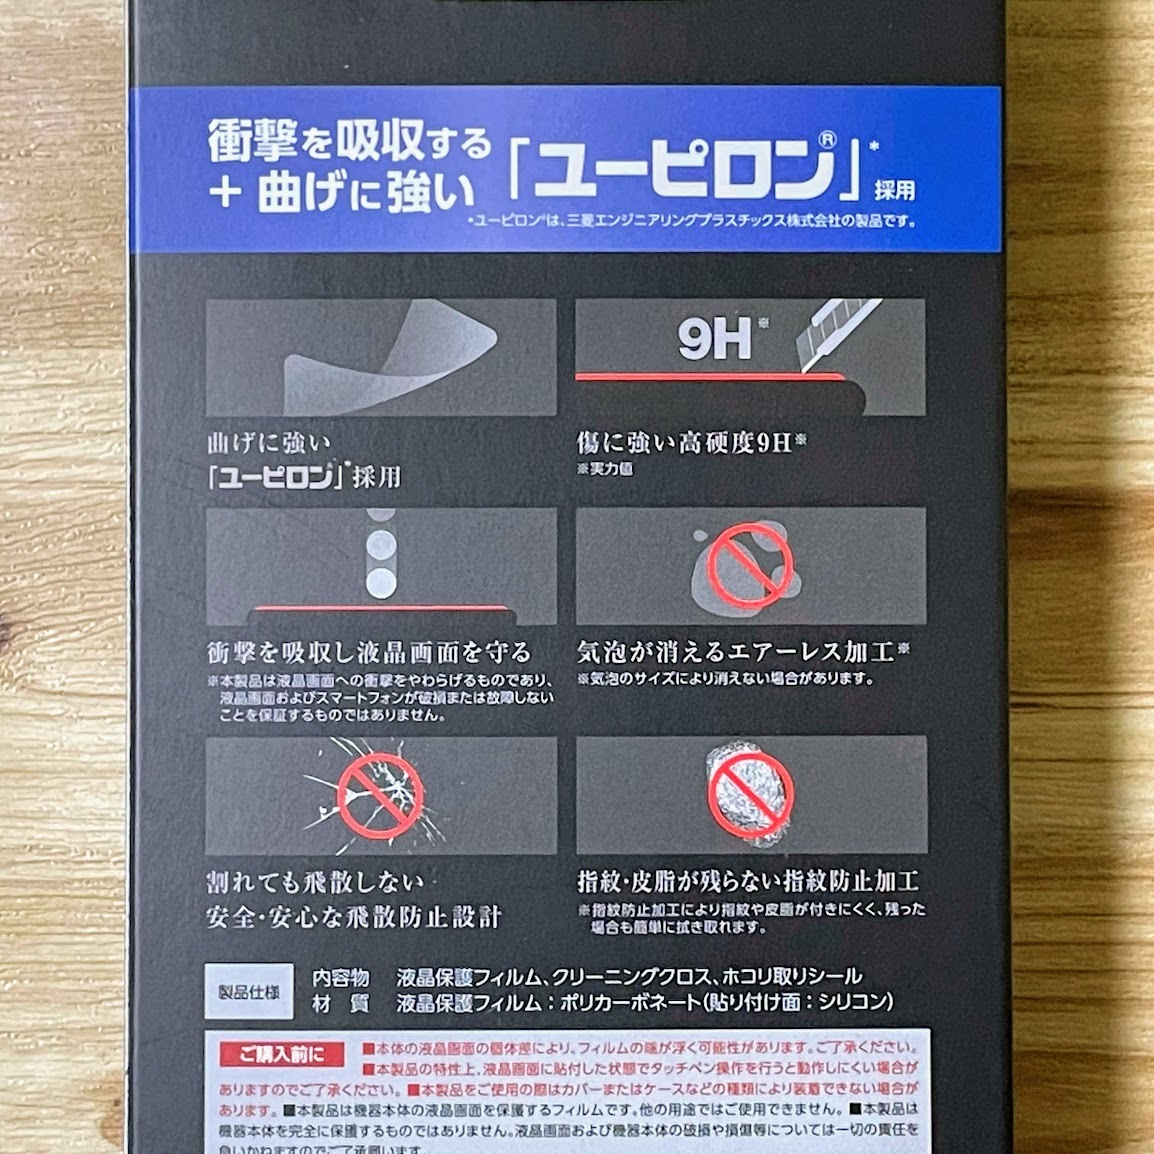 衝撃を吸収する
+曲げに強い
「ユーピロン®」*採用
*ユーピロン®は、三菱エンジニアリングプラスチックス株式会社の製品です。
9H※
曲げに強い
「ユーピロン」*採用
傷に強い高硬度9H※
※実力値
衝撃を吸収し液晶画面を守る
※本製品は液晶画面への衝撃をやわらげるものであり、
液晶画面およびスマートフォンが破損または故障しない
ことを保証するものではありません。
気泡が消えるエアーレス加工※
※気泡のサイズにより消えない場合があります。
割れても飛散しない
安全・安心な飛散防止設計
指紋・皮脂が残らない指紋防止加工
※指紋防止加工により指紋や皮脂が付きにくく、残った
場合も簡単に拭き取れます。
製品仕様
内容物 液晶保護フィルム、クリーニングクロス、ホコリ取りシール
材 質 液晶保護フィルム:ポリカーボネート(貼り付け面:シリコン)
ご購入前に
■本体の液晶画面の個体差により、フィルムの端が浮く可能性があります。ご了承ください。
■本製品の特性上、液晶画面に貼付した状態でタッチペン操作を行うと動作しにくい場合が
ありますのでご了承ください。■本製品をご使用の際はカバーまたはケースなどの種類により装着できない場合が
あります。■本製品は機器本体の液晶画面を保護するフィルムです。他の用途ではご使用できません。■本製品は
機器本体を完全に保護するものではありません。液晶画面および機器本体の破損や損傷等については一切の責任を
負いかねますのでご了承願います。